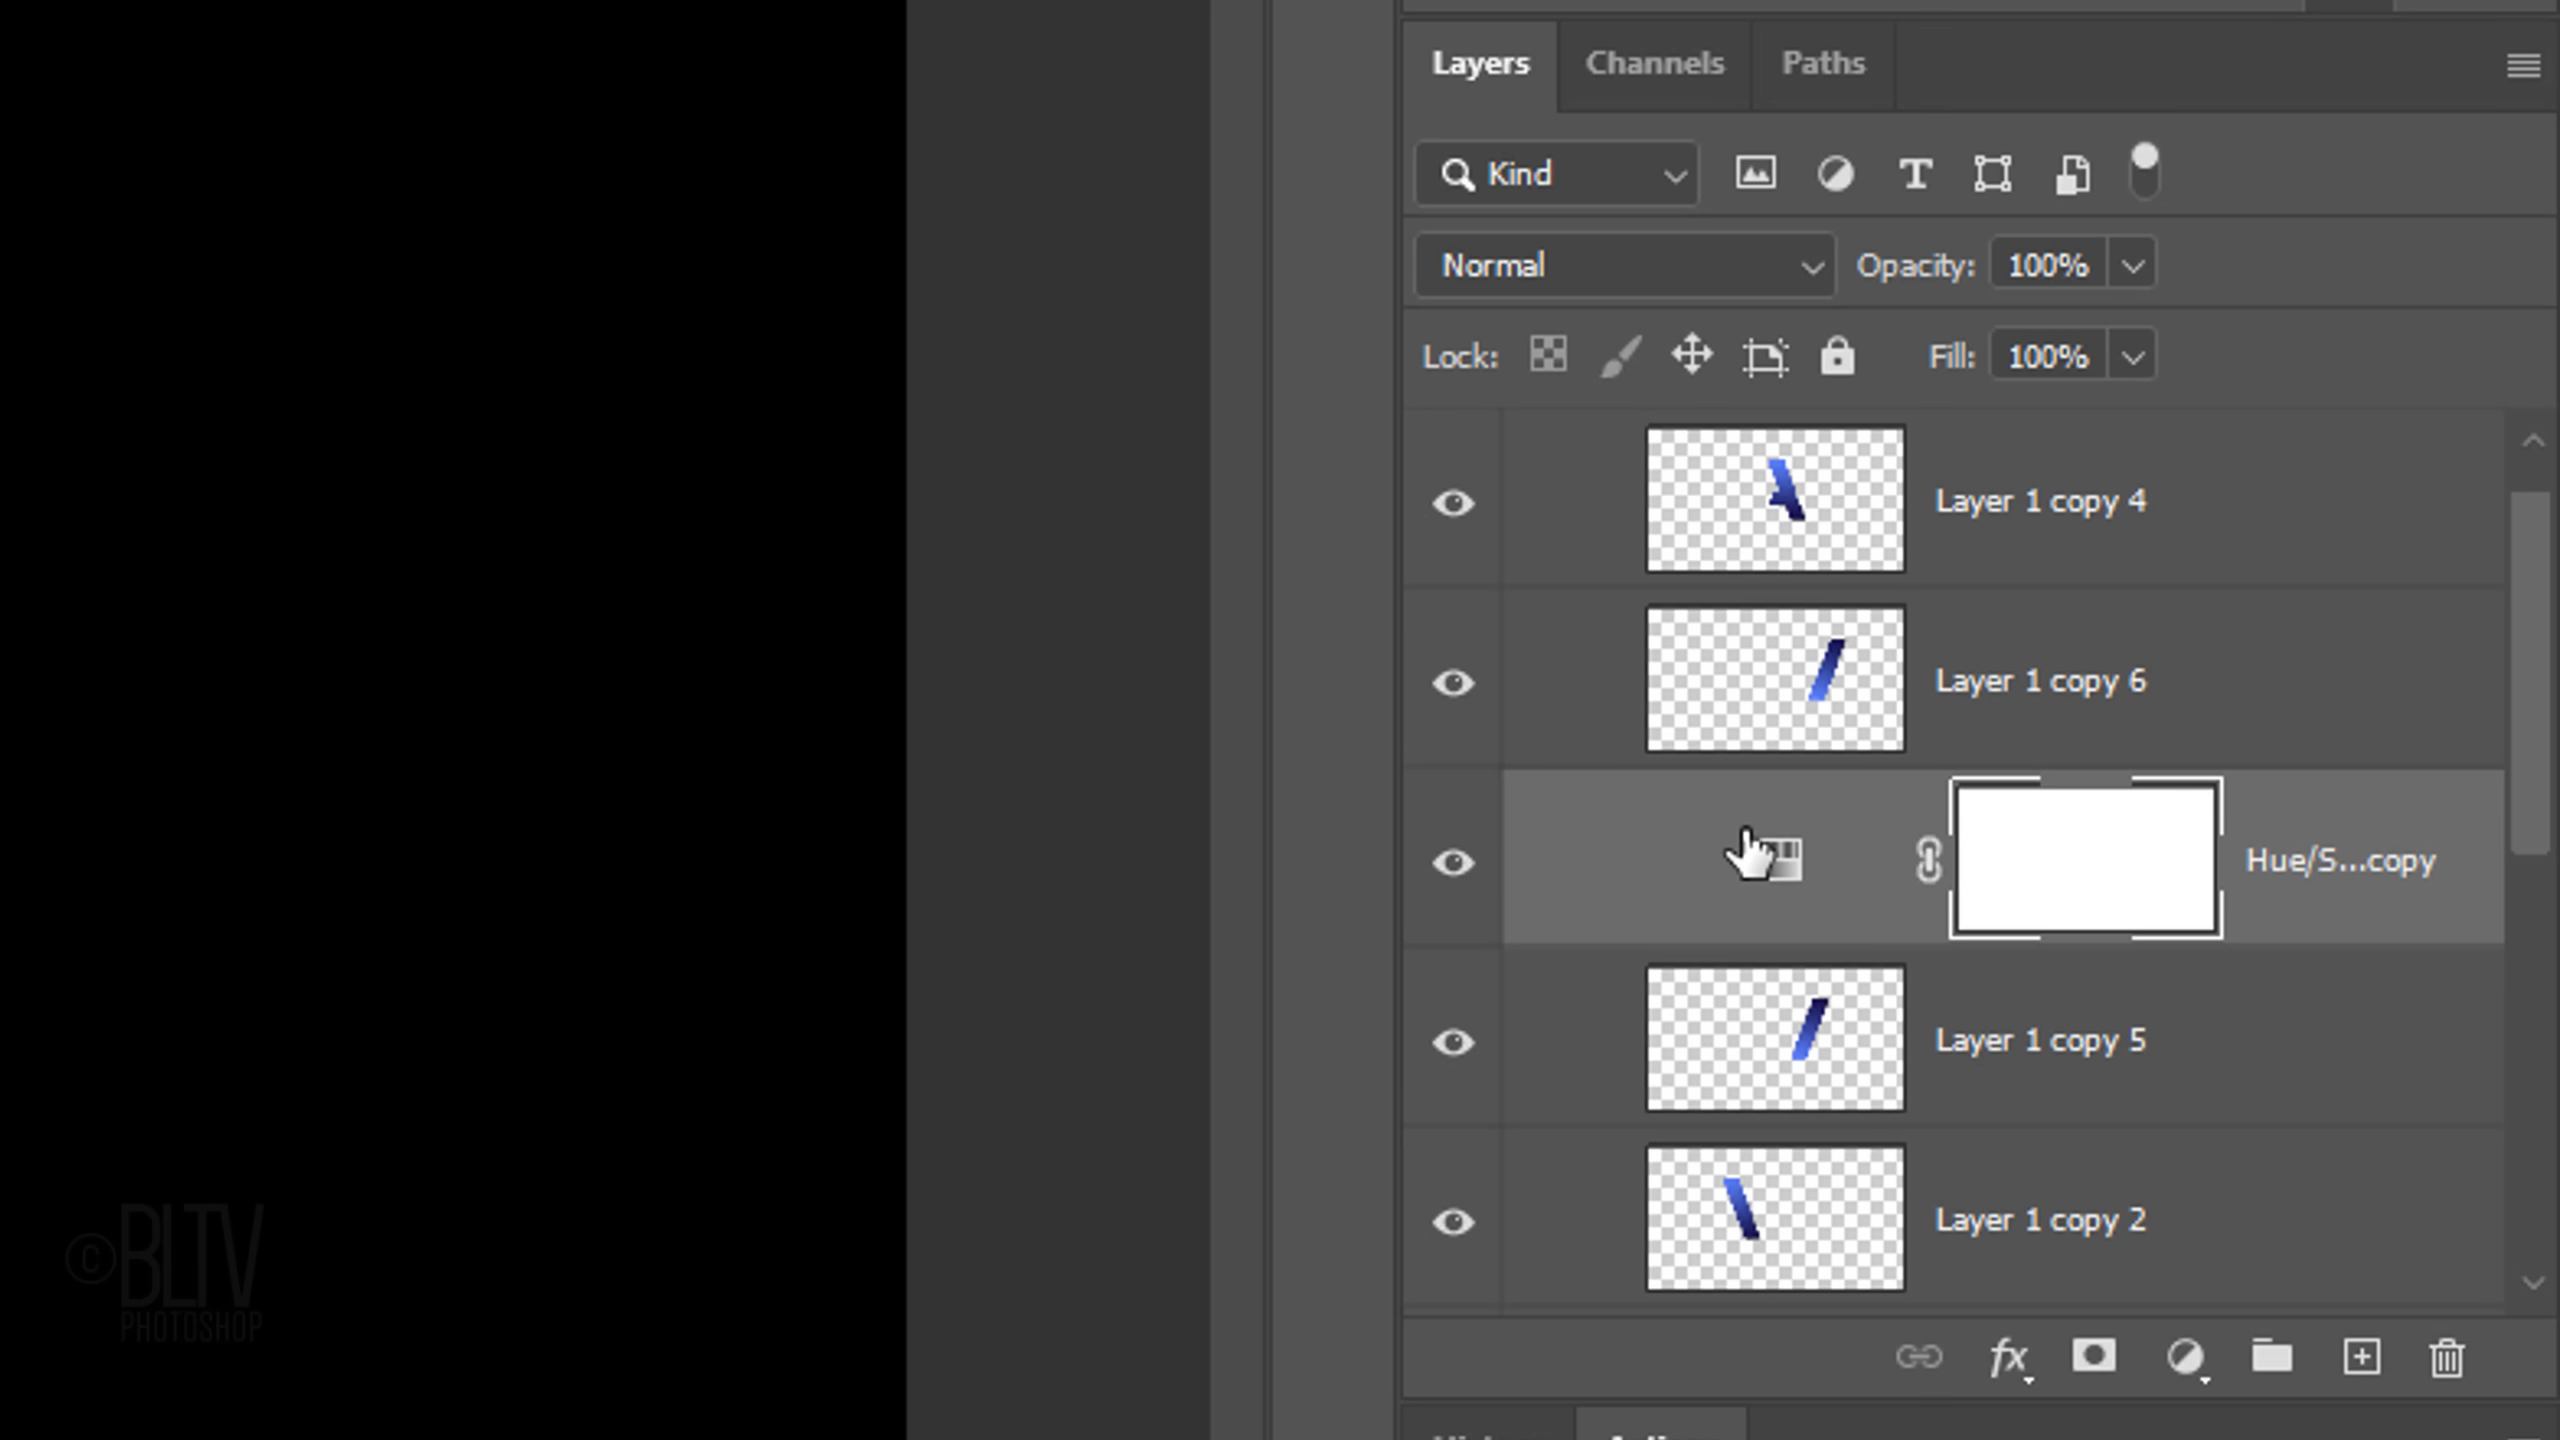 Layers Channels Paths
Kind
Normal Opacity: 100%
Lock: Fill: 100%
Layer 1 copy 4
Layer 1 copy 6
Hue/S...copy
Layer 1 copy 5
Layer 1 copy 2
©BLTV
PHOTOSHOP